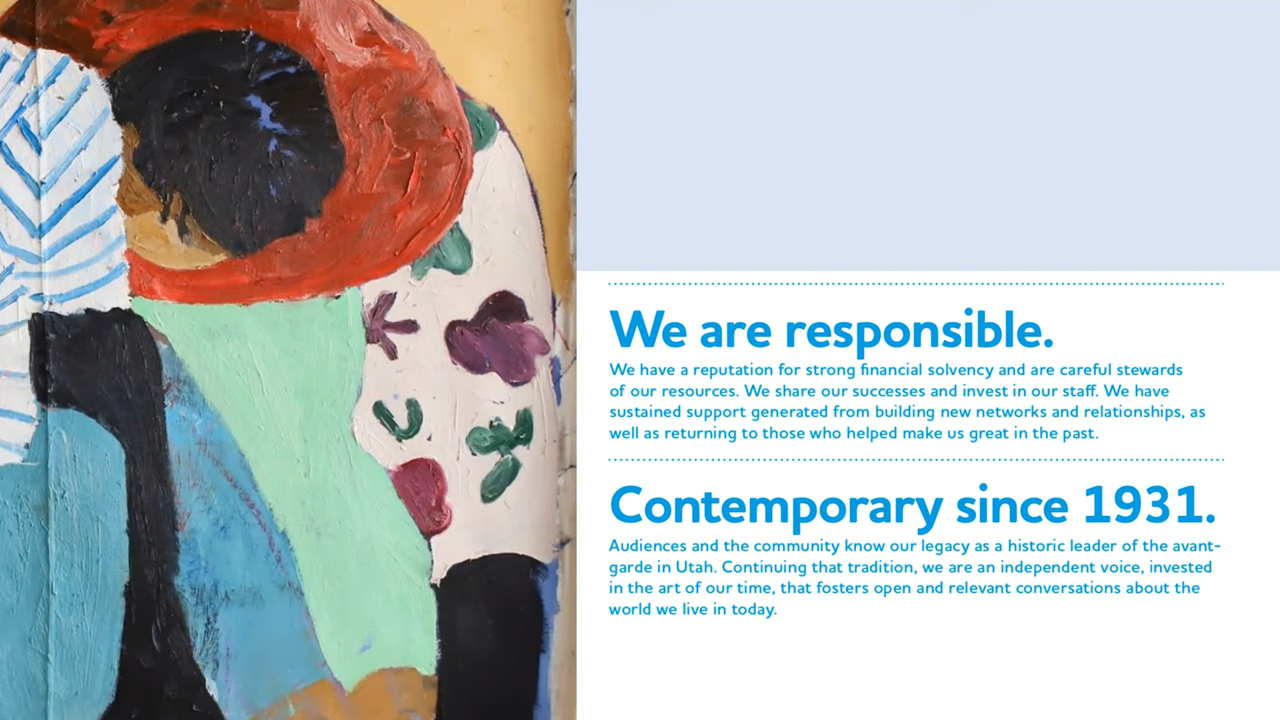 We are responsible.
We have a reputation for strong financial solvency and are careful stewards
of our resources. We share our successes and invest in our staff. We have
sustained support generated from building new networks and relationships, as
well as returning to those who helped make us great in the past.
Contemporary since 1931.
Audiences and the community know our legacy as a historic leader of the avant-
garde in Utah. Continuing that tradition, we are an independent voice, invested
in the art of our time, that fosters open and relevant conversations about the
world we live in today.